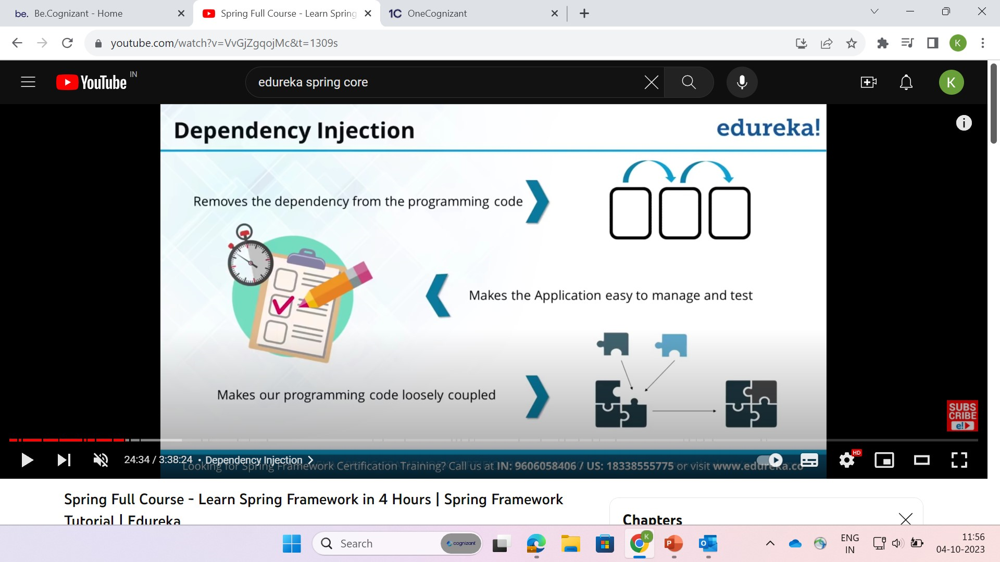 be. Be.Cognizant - Home
Spring Full Course - Learn Spring
1C OneCognizant
youtube.com/watch?v=VvGjZgqojMc&t=1309s
K
YouTube IN
edureka spring core
K
Dependency Injection
edureka!
Removes the dependency from the programming code
Makes the Application easy to manage and test
Makes our programming code loosely coupled
SUBS
CRIBE
e!
24:34 / 3:38:24 • Dependency Injection
HD
Looking for Spring Framework Certification Training? Call us at IN: 9606058406 / US: 18338555775 or visit www.edureka.co
Spring Full Course - Learn Spring Framework in 4 Hours | Spring Framework
Tutorial | Edureka
Chapters
Search
cognizant
K
P
O
ENG
IN
11:56
04-10-2023